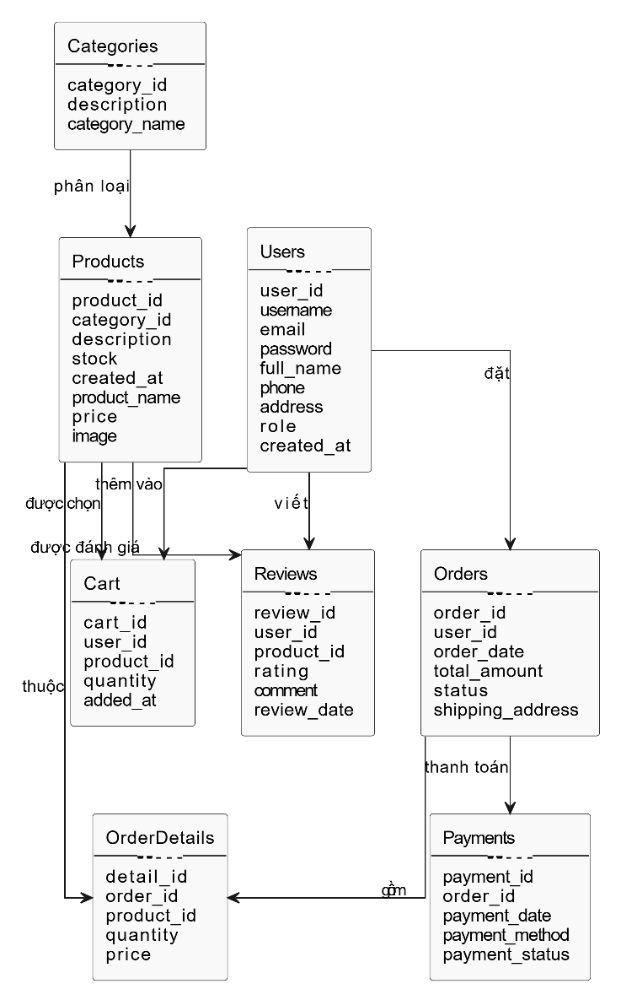 Categories
category_id
description
category_name
phân loại
Products
product_id
category_id
description
stock
created_at
product_name
price
image
Users
user_id
username
email
password
full_name
phone
address
role
created_at
đặt
thêm vào
được chọn
viết
được đánh giá
Cart
cart_id
user_id
product_id
quantity
added_at
Reviews
review_id
user_id
product_id
rating
comment
review_date
Orders
order_id
user_id
order_date
total_amount
status
shipping_address
thuộc
thanh toán
gồm
OrderDetails
detail_id
order_id
product_id
quantity
price
Payments
payment_id
order_id
payment_date
payment_method
payment_status